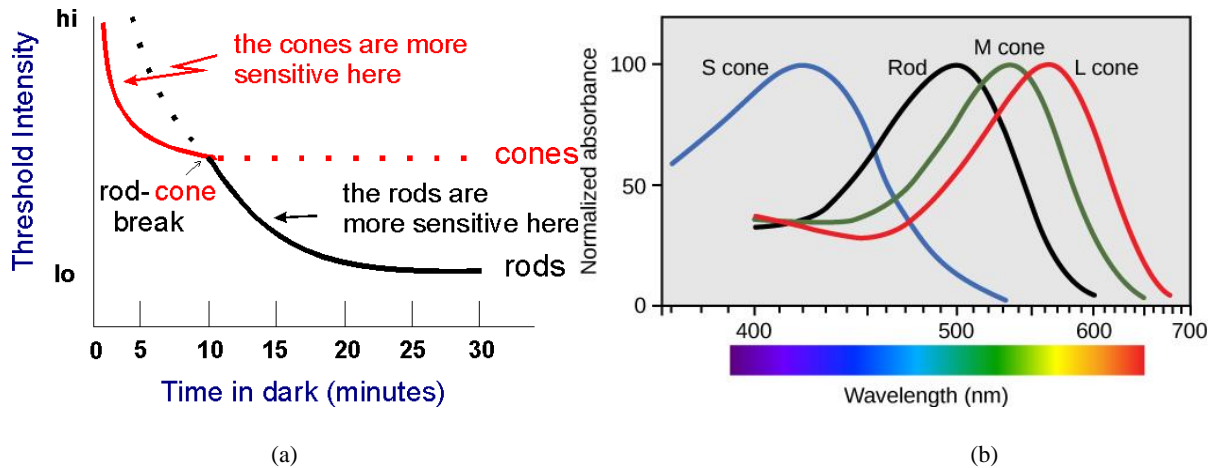 hi
the cones are more
sensitive here
Threshold Intensity
cones
rod-cone
break
the rods are
more sensitive here
rods
lo
0 5 10 15 20 25 30
Time in dark (minutes)
(a)
M cone
S cone Rod L cone
100
50
0
Normalized absorbance
400 500 600 700
Wavelength (nm)
(b)